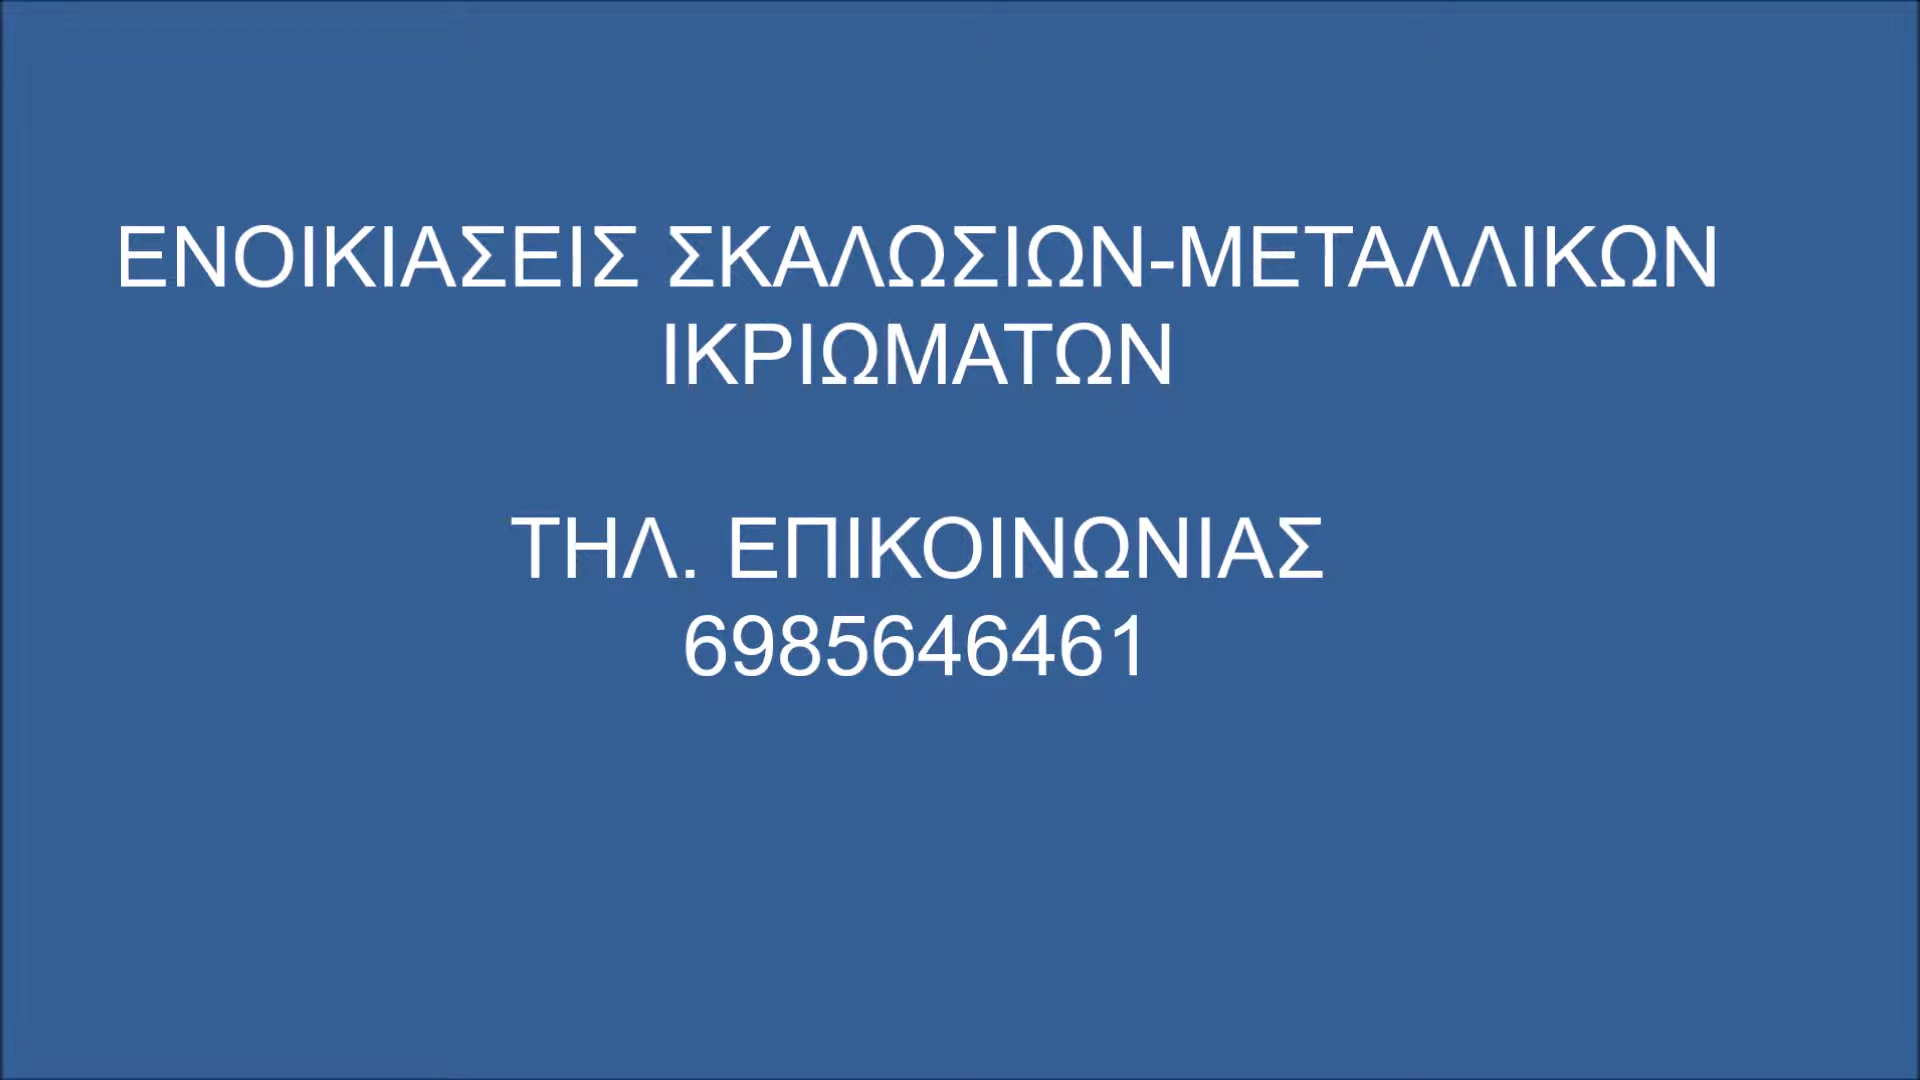 ΕΝΟΙΚΙΑΣΕΙΣ ΣΚΑΛΩΣΙΩΝ-ΜΕΤΑΛΛΙΚΩΝ
ΙΚΡΙΩΜΑΤΩΝ
ΤΗΛ. ΕΠΙΚΟΙΝΩΝΙΑΣ
6985646461